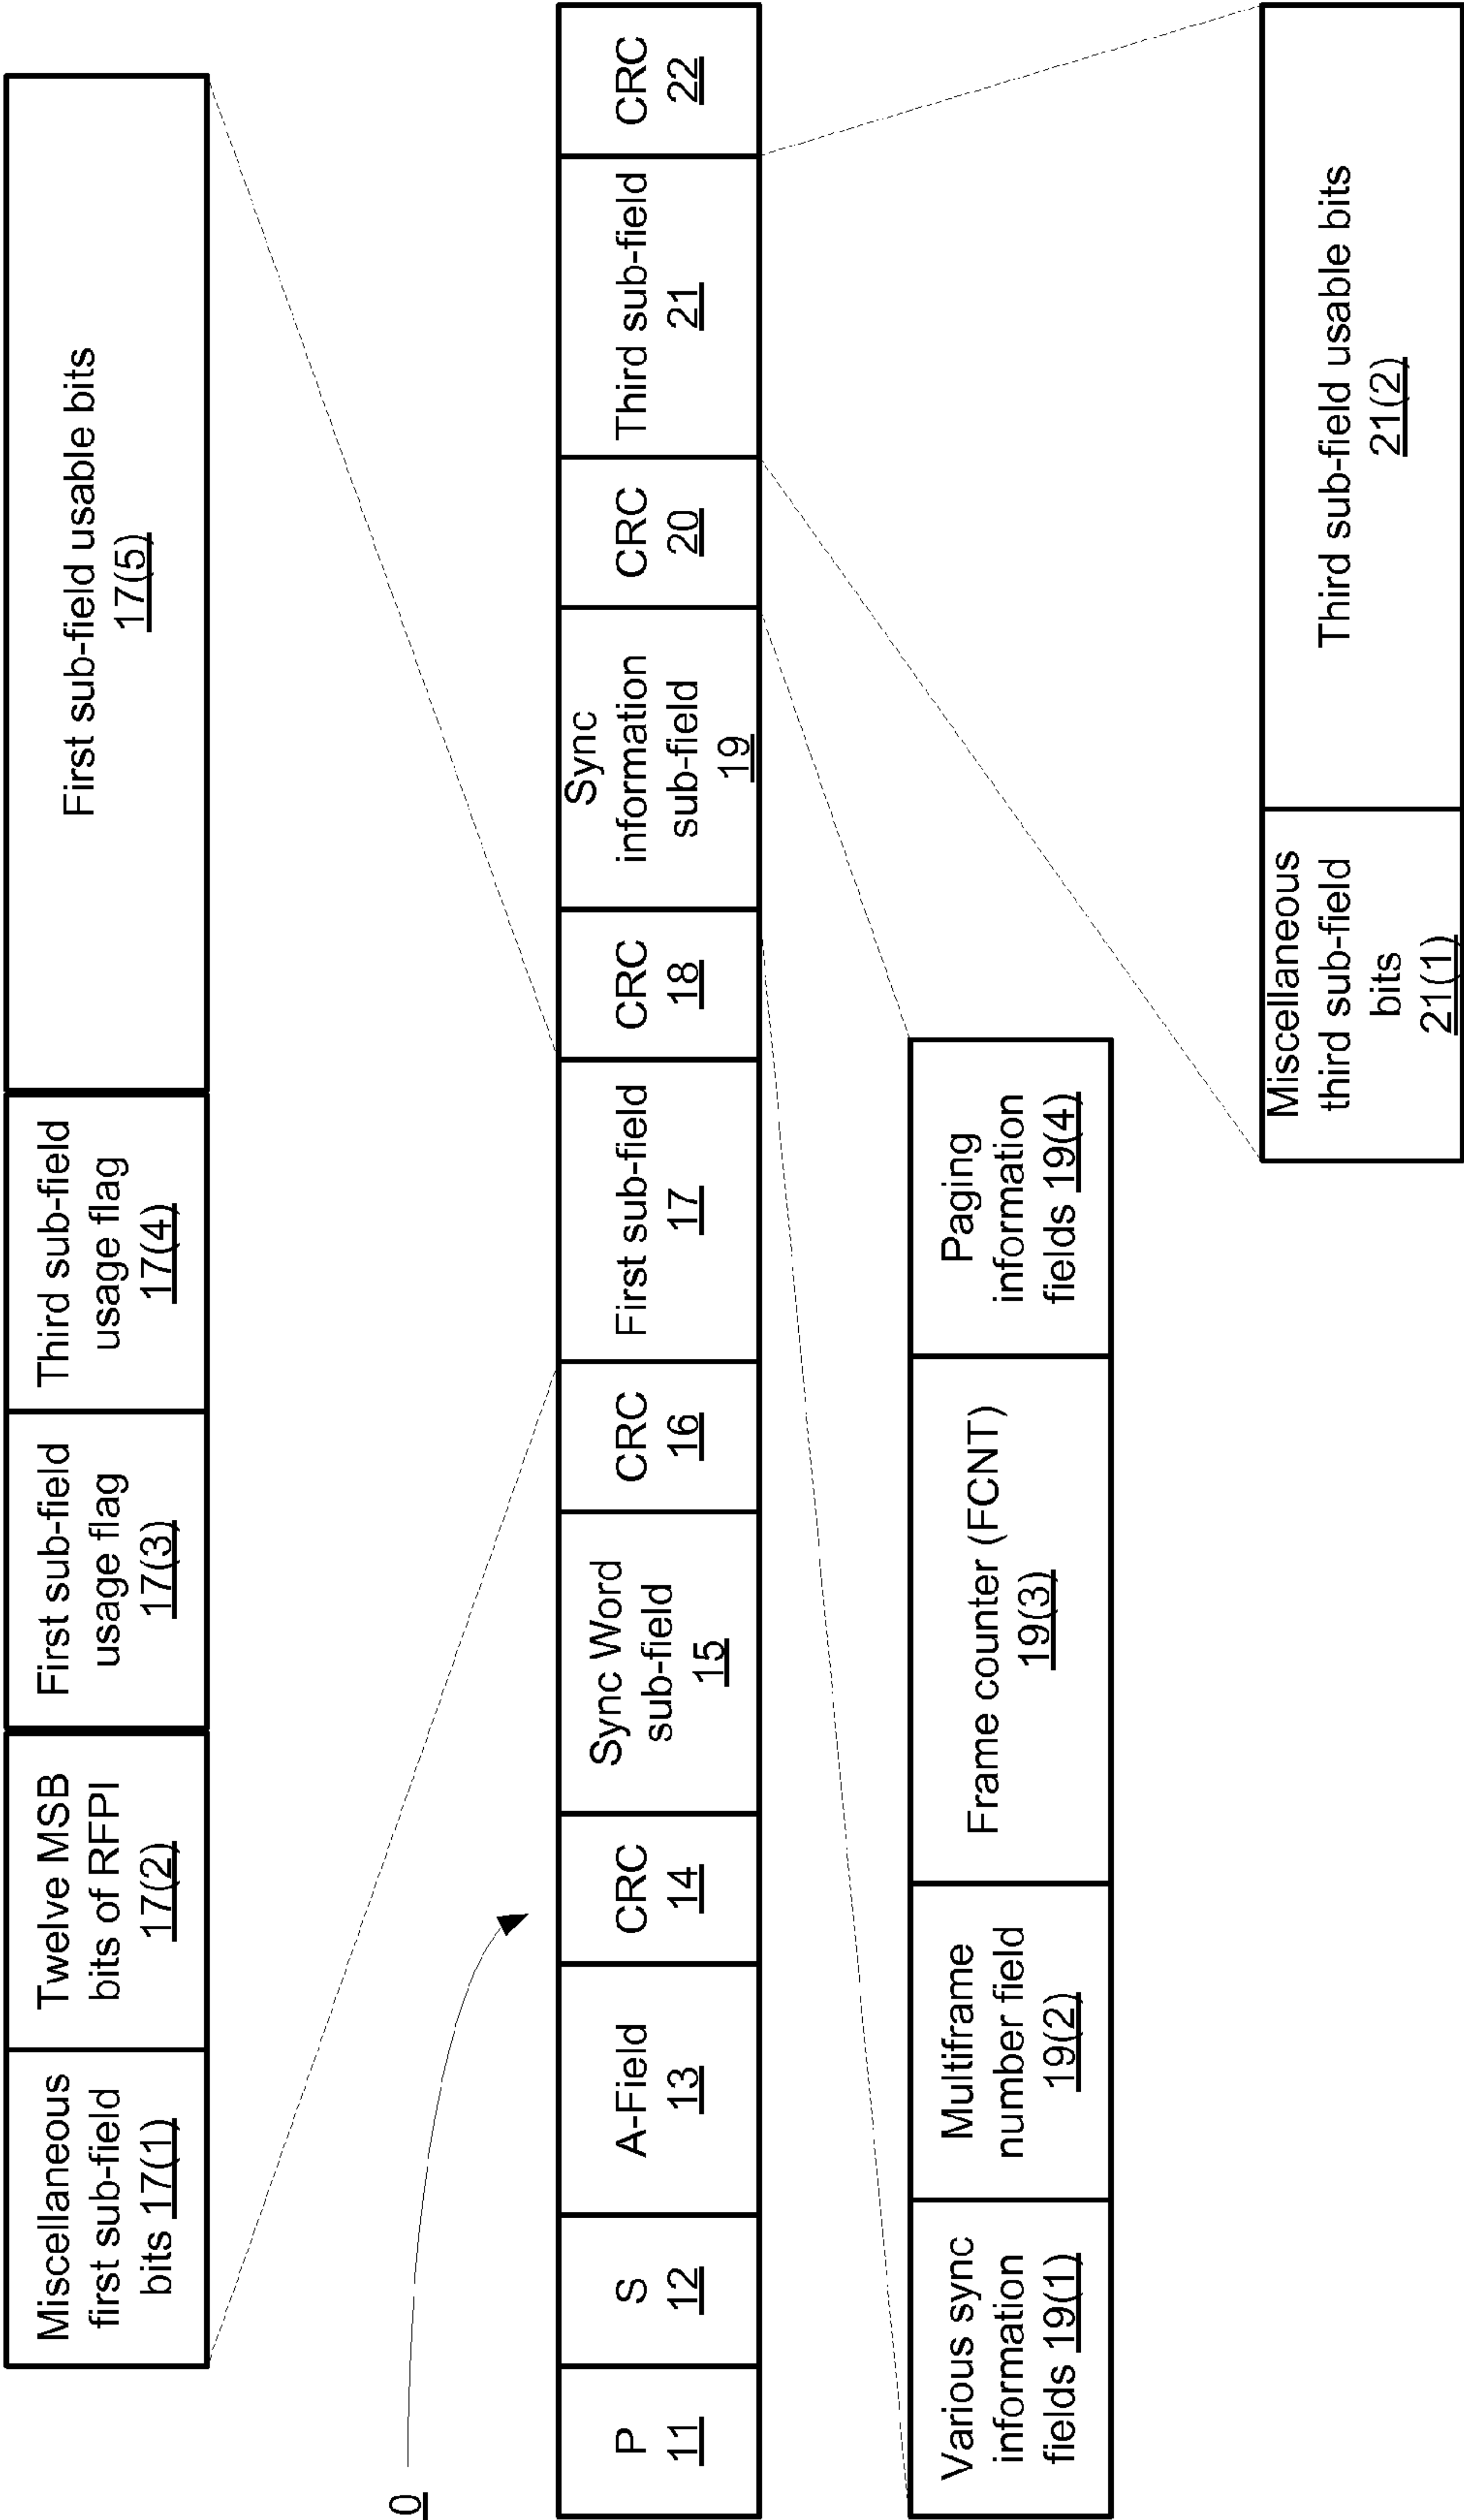 Miscellaneous
first sub-field
bits 17(1)
Twelve MSB
bits of RFPI
17(2)
First sub-field
usage flag
17(3)
Third sub-field
usage flag
17(4)
First sub-field usable bits
17(5)
0
P
11
S
12
A-Field
13
CRC
14
Sync Word
sub-field
15
CRC
16
First sub-field
17
CRC
18
Sync
information
sub-field
19
CRC
20
Third sub-field
21
CRC
22
Various sync
information
fields 19(1)
Multiframe
number field
19(2)
Frame counter (FCNT)
19(3)
Paging
information
fields 19(4)
Miscellaneous
third sub-field
bits
21(1)
Third sub-field usable bits
21(2)